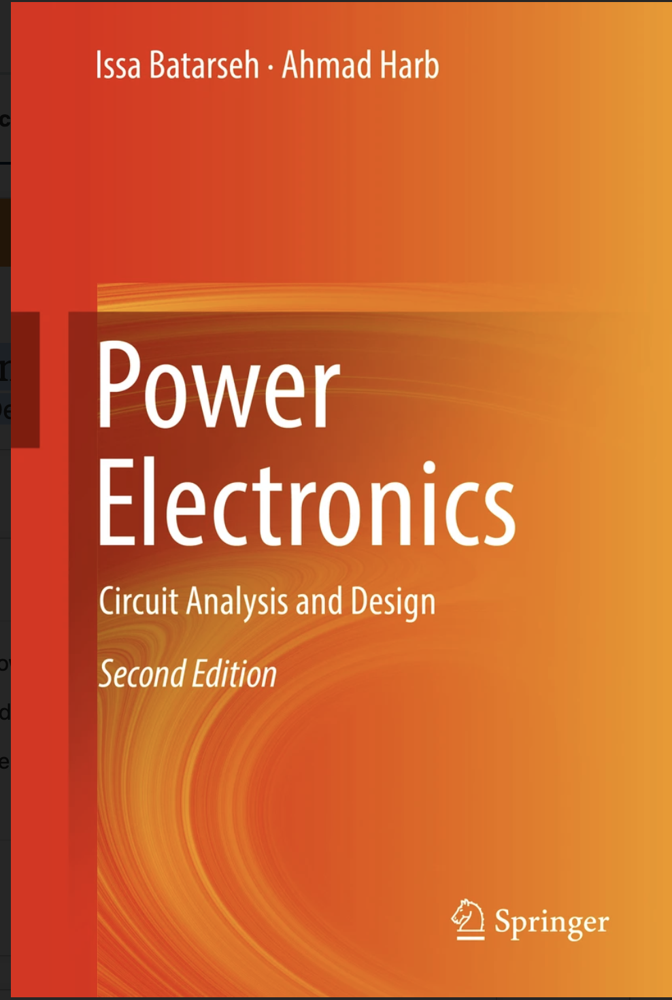 Issa Batarseh · Ahmad Harb
Power
Electronics
Circuit Analysis and Design
Second Edition
Springer